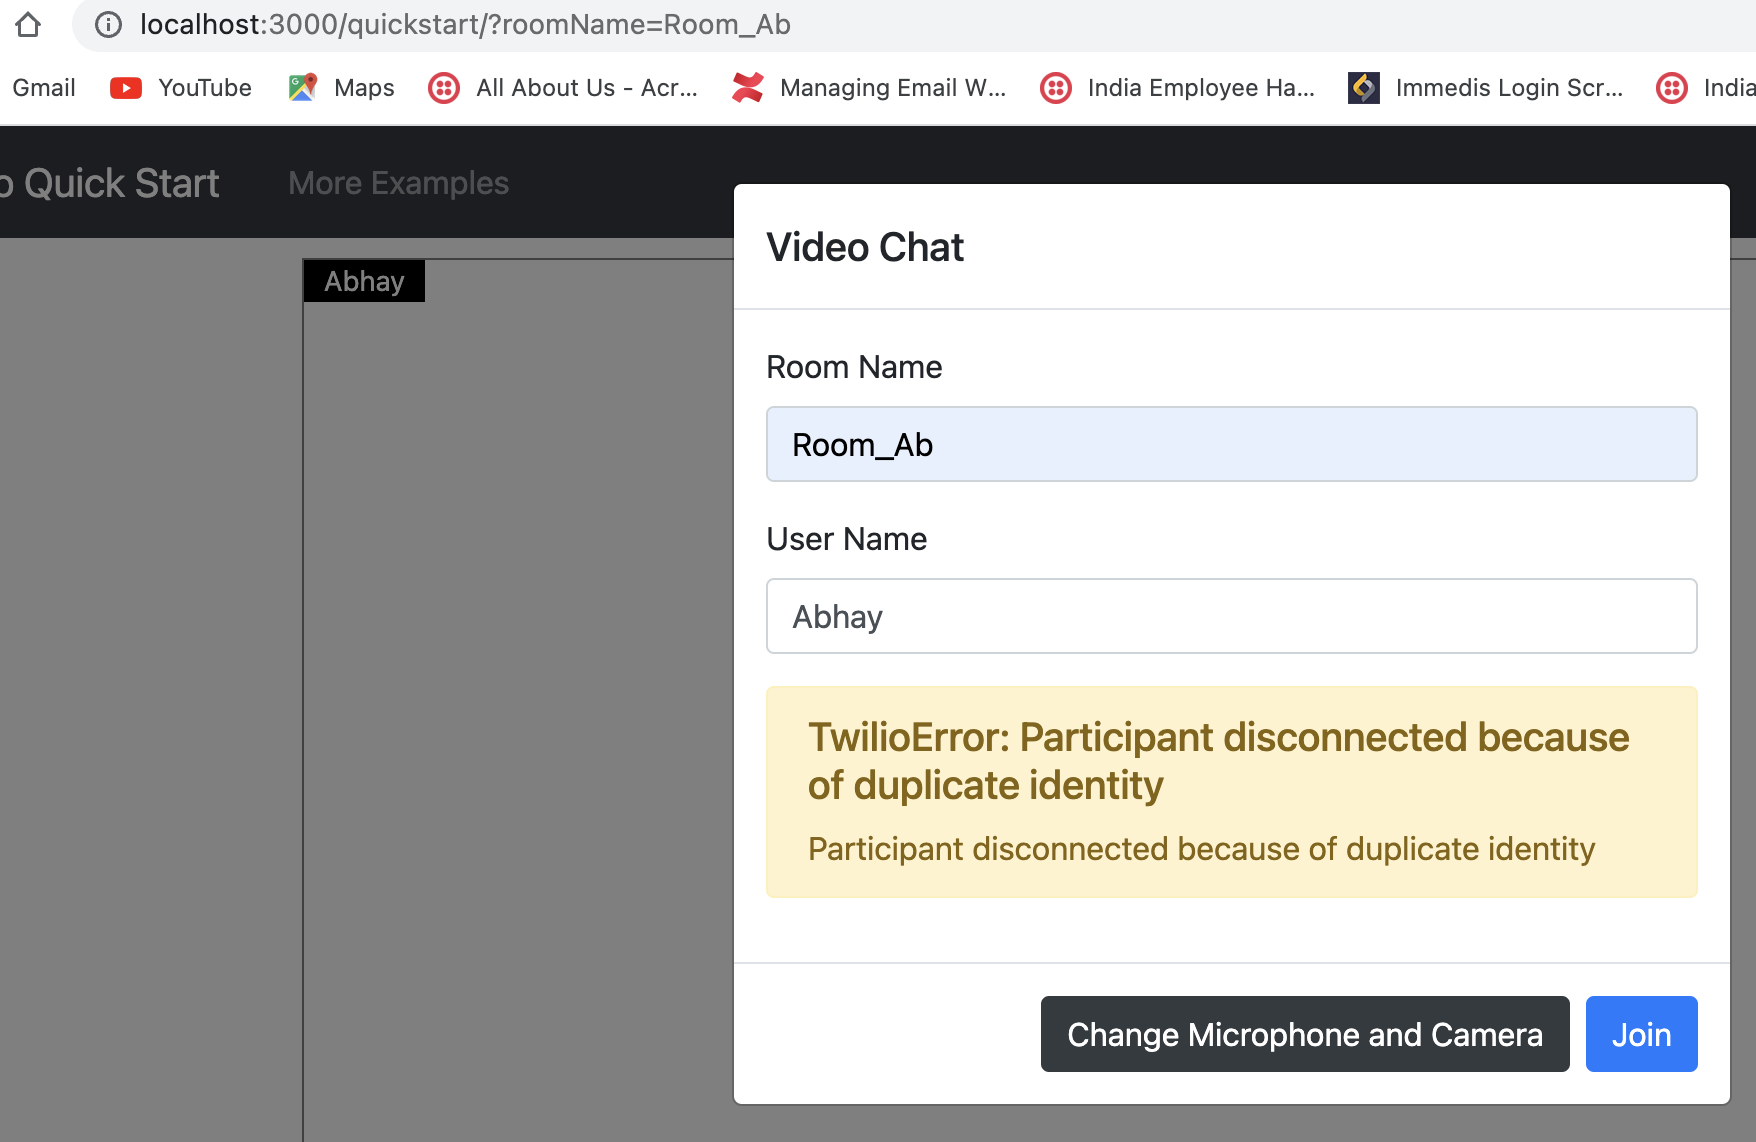 localhost:3000/quickstart/?roomName=Room_Ab
Gmail YouTube Maps All About Us - Acr... Managing Email W... India Employee Ha... Immedis Login Scr... India
o Quick Start More Examples
Abhay
Video Chat
Room Name
Room_Ab
User Name
Abhay
TwilioError: Participant disconnected because
of duplicate identity
Participant disconnected because of duplicate identity
Change Microphone and Camera Join